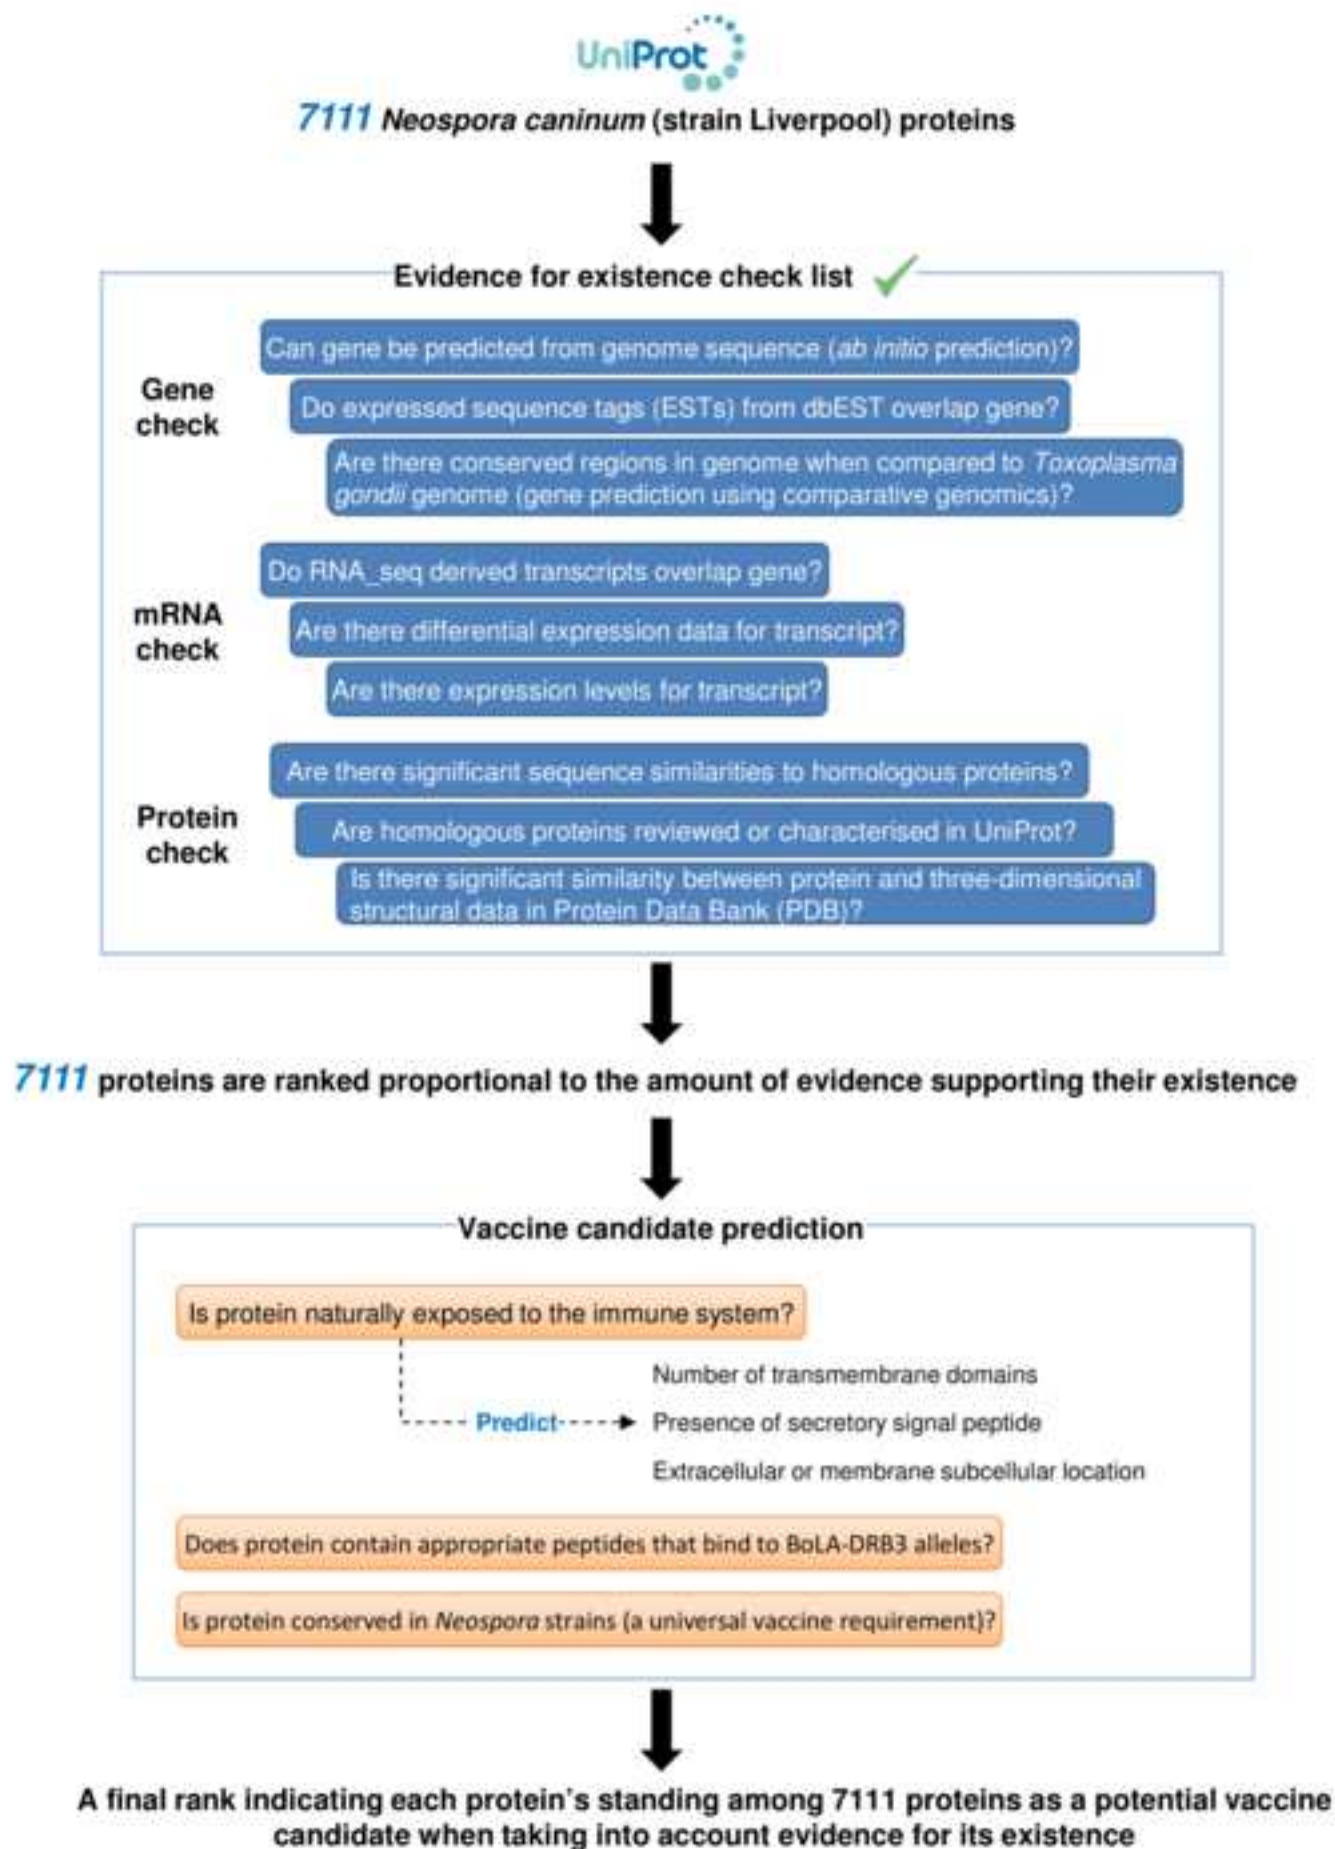 UniProt
7111 Neospora caninum (strain Liverpool) proteins
Evidence for existence check list
Gene
check
Can gene be predicted from genome sequence (ab initio prediction)?
Do expressed sequence tags (ESTs) from dbEST overlap gene?
Are there conserved regions in genome when compared to Toxoplasma
gondii genome (gene prediction using comparative genomics)?
mRNA
check
Do RNA_seq derived transcripts overlap gene?
Are there differential expression data for transcript?
Are there expression levels for transcript?
Protein
check
Are there significant sequence similarities to homologous proteins?
Are homologous proteins reviewed or characterised in UniProt?
Is there significant similarity between protein and three-dimensional
structural data in Protein Data Bank (PDB)?
7111 proteins are ranked proportional to the amount of evidence supporting their existence
Vaccine candidate prediction
Is protein naturally exposed to the immune system?
Number of transmembrane domains
Predict
Presence of secretory signal peptide
Extracellular or membrane subcellular location
Does protein contain appropriate peptides that bind to BoLA-DRB3 alleles?
Is protein conserved in Neospora strains (a universal vaccine requirement)?
A final rank indicating each protein's standing among 7111 proteins as a potential vaccine
candidate when taking into account evidence for its existence